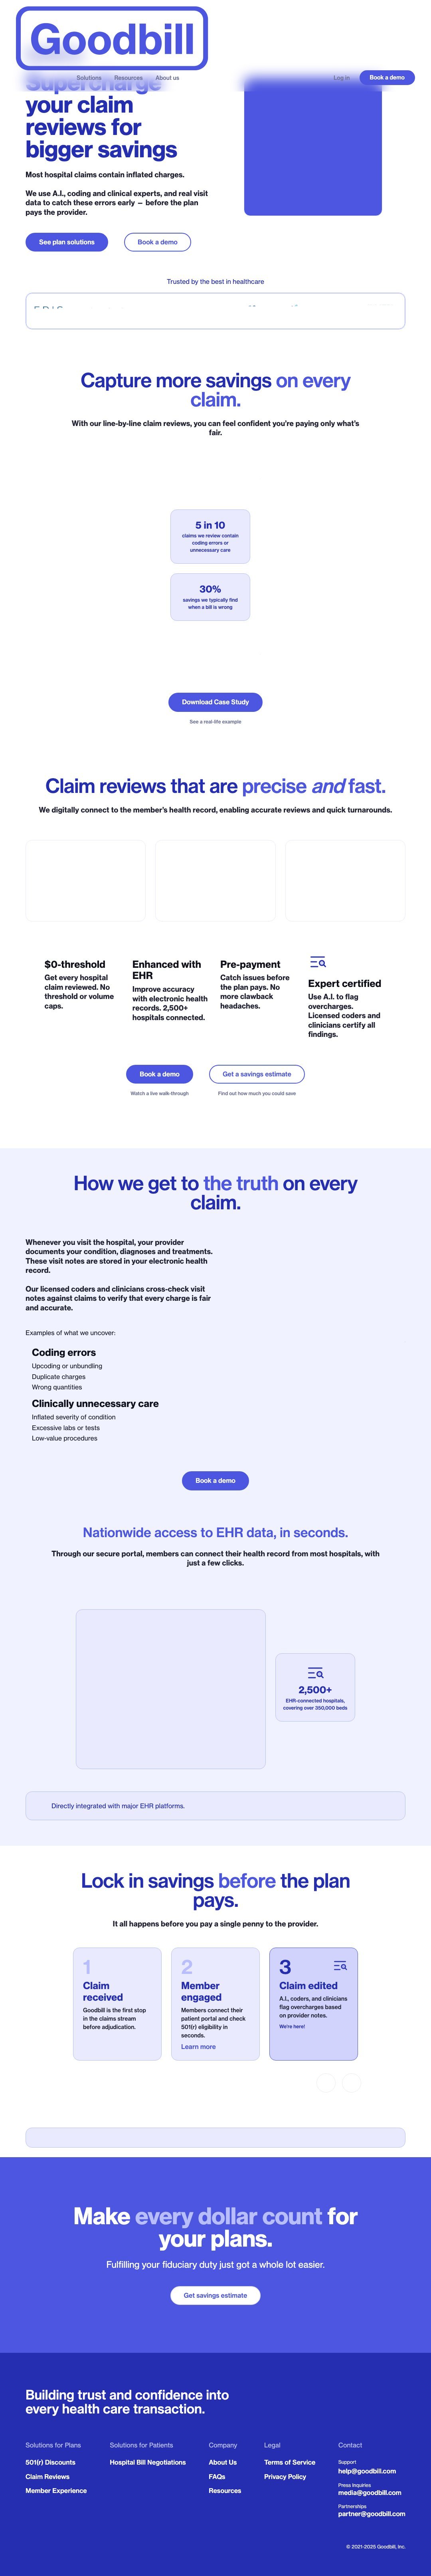 Goodbill
Solutions Resources About us
Log in
Book a demo
Supercharge
your claim
reviews for
bigger savings
Most hospital claims contain inflated charges.
We use A.I., coding and clinical experts, and real visit
data to catch these errors early — before the plan
pays the provider.
See plan solutions
Book a demo
Trusted by the best in healthcare
Capture more savings on every
claim.
With our line-by-line claim reviews, you can feel confident you're paying only what's
fair.
5 in 10
claims we review contain
coding errors or
unnecessary care
30%
savings we typically find
when a bill is wrong
Download Case Study
See a real-life example
Claim reviews that are precise and fast.
We digitally connect to the member's health record, enabling accurate reviews and quick turnarounds.
$0-threshold
Get every hospital
claim reviewed. No
threshold or volume
caps.
Enhanced with
EHR
Improve accuracy
with electronic health
records. 2,500+
hospitals connected.
Pre-payment
Catch issues before
the plan pays. No
more clawback
headaches.
Expert certified
Use A.I. to flag
overcharges.
Licensed coders and
clinicians certify all
findings.
Book a demo
Watch a live walk-through
Get a savings estimate
Find out how much you could save
How we get to the truth on every
claim.
Whenever you visit the hospital, your provider
documents your condition, diagnoses and treatments.
These visit notes are stored in your electronic health
record.
Our licensed coders and clinicians cross-check visit
notes against claims to verify that every charge is fair
and accurate.
Examples of what we uncover:
Coding errors
Upcoding or unbundling
Duplicate charges
Wrong quantities
Clinically unnecessary care
Inflated severity of condition
Excessive labs or tests
Low-value procedures
Book a demo
Nationwide access to EHR data, in seconds.
Through our secure portal, members can connect their health record from most hospitals, with
just a few clicks.
2,500+
EHR-connected hospitals,
covering over 350,000 beds
Directly integrated with major EHR platforms.
Lock in savings before the plan
pays.
It all happens before you pay a single penny to the provider.
1
Claim
received
Goodbill is the first stop
in the claims stream
before adjudication.
2
Member
engaged
Members connect their
patient portal and check
501(r) eligibility in
seconds.
Learn more
3
Claim edited
A.I., coders, and clinicians
flag overcharges based
on provider notes.
We're here!
Make every dollar count for
your plans.
Fulfilling your fiduciary duty just got a whole lot easier.
Get savings estimate
Building trust and confidence into
every health care transaction.
Solutions for Plans
501(r) Discounts
Claim Reviews
Member Experience
Solutions for Patients
Hospital Bill Negotiations
Company
About Us
FAQs
Resources
Legal
Terms of Service
Privacy Policy
Contact
Support
help@goodbill.com
Press Inquiries
media@goodbill.com
Partnerships
partner@goodbill.com
© 2021-2025 Goodbill, Inc.